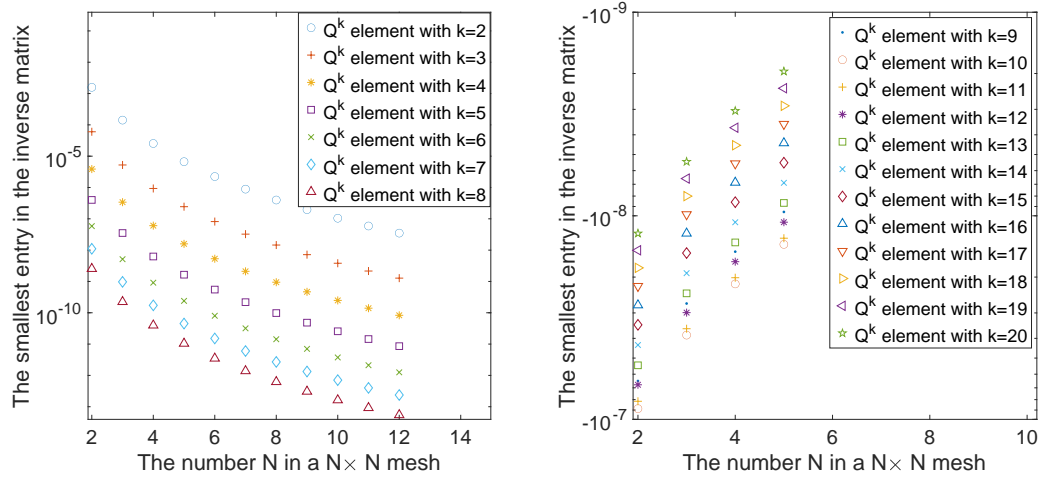 The smallest entry in the inverse matrix
10^-5
10^-10
2
4
6
8
10
12
14
The number N in a N× N mesh
Q^k element with k=2
Q^k element with k=3
Q^k element with k=4
Q^k element with k=5
Q^k element with k=6
Q^k element with k=7
Q^k element with k=8
The smallest entry in the inverse matrix
-10^-9
-10^-8
-10^-7
2
4
6
8
10
The number N in a N× N mesh
Q^k element with k=9
Q^k element with k=10
Q^k element with k=11
Q^k element with k=12
Q^k element with k=13
Q^k element with k=14
Q^k element with k=15
Q^k element with k=16
Q^k element with k=17
Q^k element with k=18
Q^k element with k=19
Q^k element with k=20